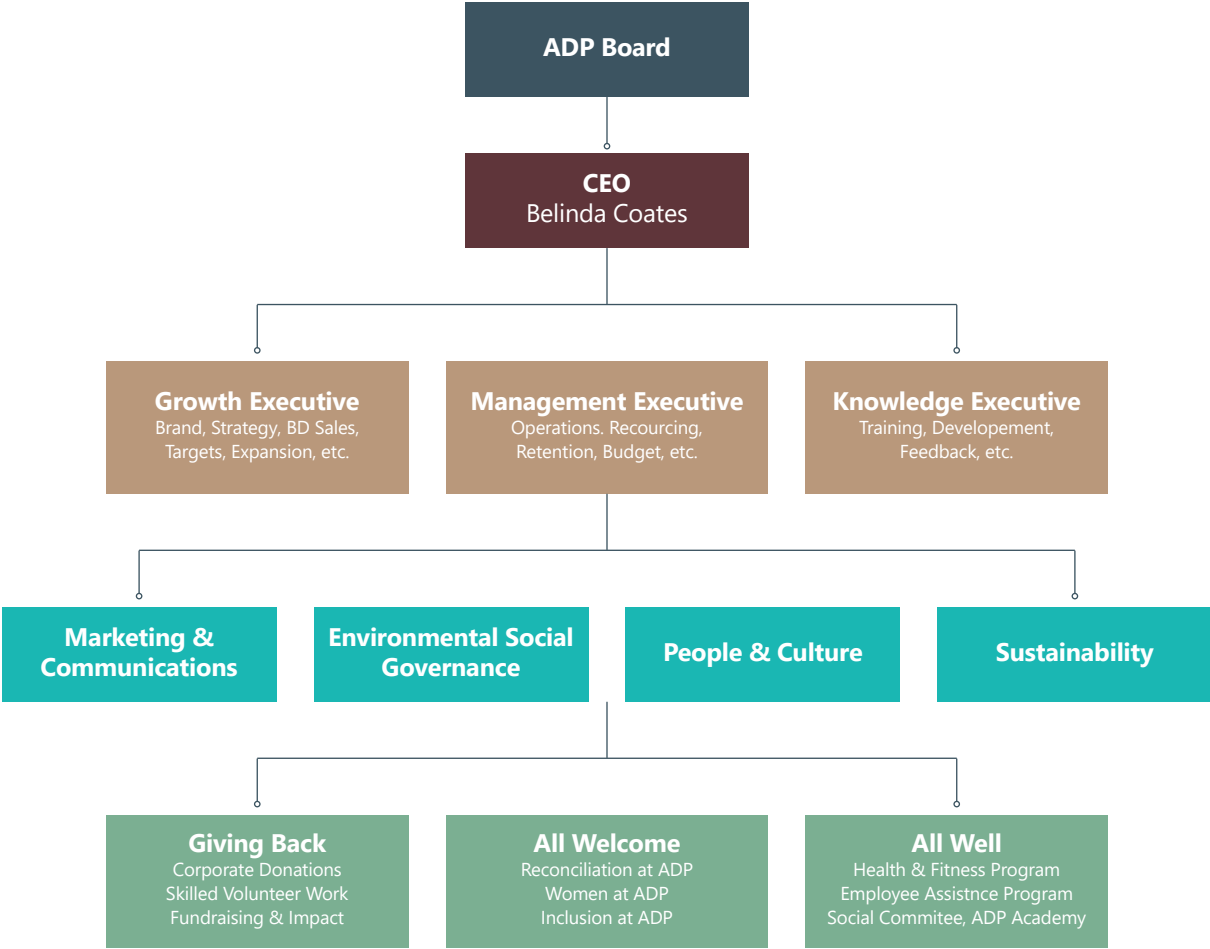 ADP Board
CEO
Belinda Coates
Growth Executive
Brand, Strategy, BD Sales,
Targets, Expansion, etc.
Management Executive
Operations. Recourcing,
Retention, Budget, etc.
Knowledge Executive
Training, Developement,
Feedback, etc.
Marketing &
Communications
Environmental Social
Governance
People & Culture
Sustainability
Giving Back
Corporate Donations
Skilled Volunteer Work
Fundraising & Impact
All Welcome
Reconciliation at ADP
Women at ADP
Inclusion at ADP
All Well
Health & Fitness Program
Employee Assistnce Program
Social Commitee, ADP Academy